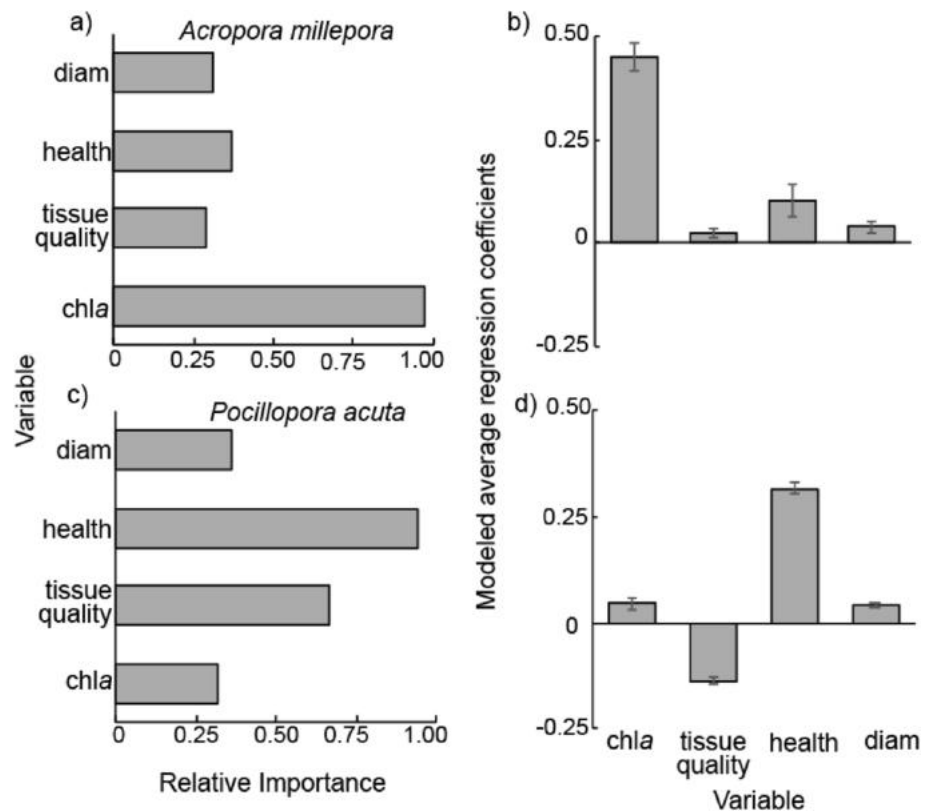 a)
Acropora millepora
diam
health
tissue
quality
chla
0 0.25 0.50 0.75 1.00
b)
0.50
0.25
0
-0.25
Variable
Modeled average regression coefficients
c)
Pocillopora acuta
diam
health
tissue
quality
chla
0 0.25 0.50 0.75 1.00
Relative Importance
d)
0.50
0.25
0
-0.25
chla tissue health diam
quality
Variable